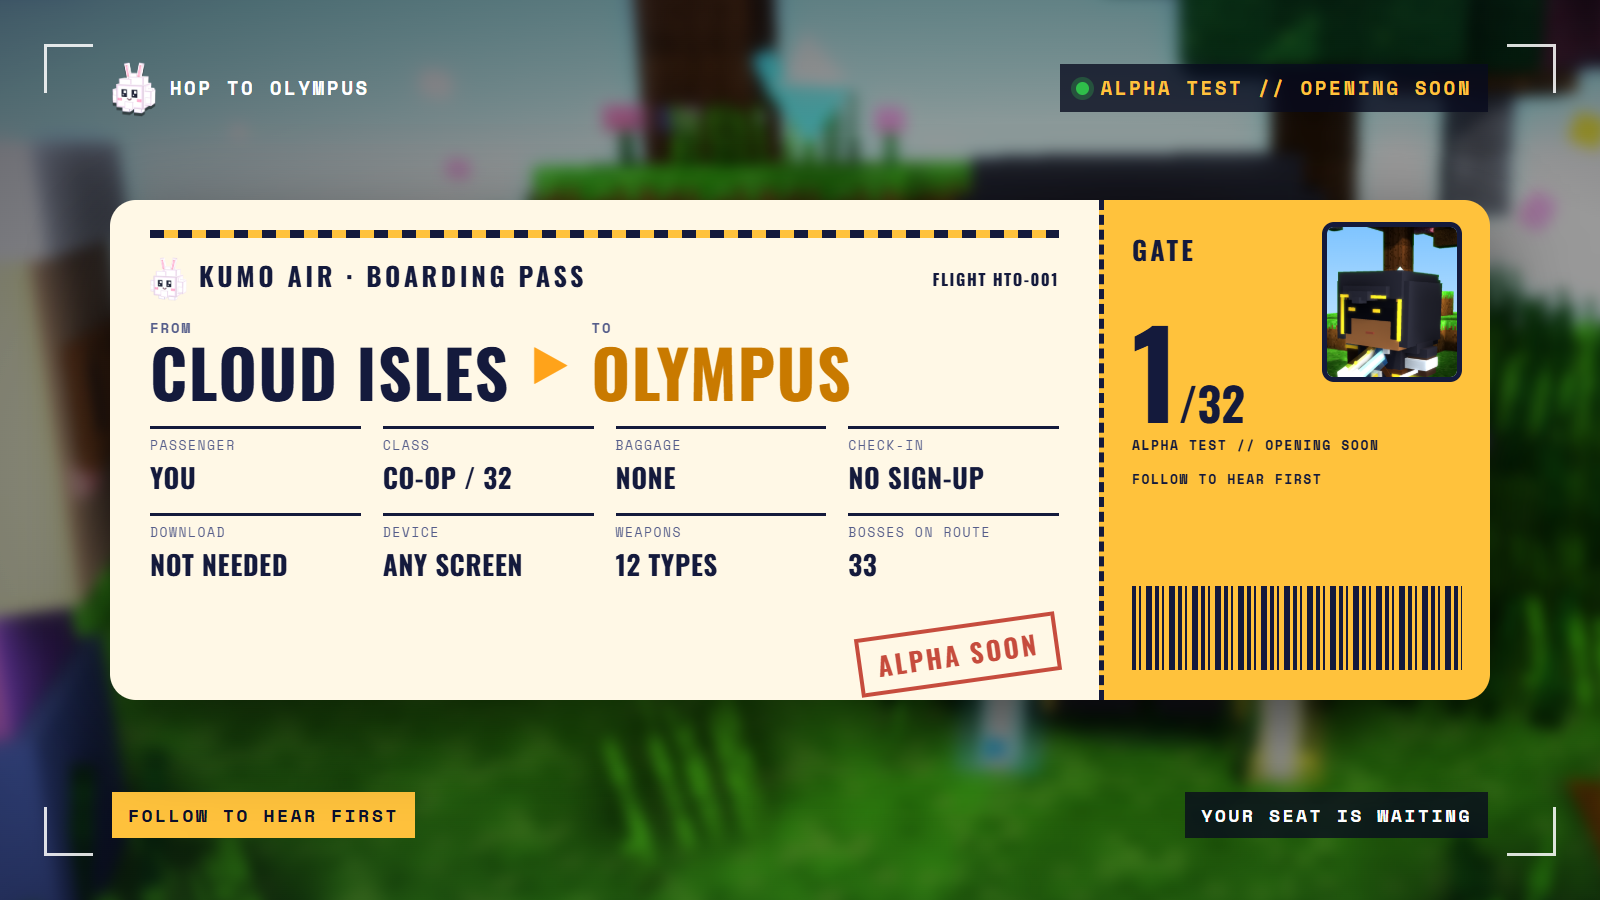 HOP TO OLYMPUS
ALPHA TEST // OPENING SOON
KUMO AIR · BOARDING PASS
FLIGHT HTO-001
FROM
CLOUD ISLES
TO
OLYMPUS
PASSENGER
YOU
CLASS
CO-OP / 32
BAGGAGE
NONE
CHECK-IN
NO SIGN-UP
DOWNLOAD
NOT NEEDED
DEVICE
ANY SCREEN
WEAPONS
12 TYPES
BOSSES ON ROUTE
33
ALPHA SOON
GATE
1/32
ALPHA TEST // OPENING SOON
FOLLOW TO HEAR FIRST
FOLLOW TO HEAR FIRST
YOUR SEAT IS WAITING